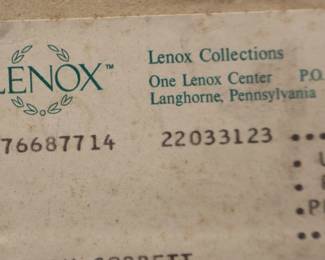 LENOX™
Lenox Collections
One Lenox Center P.O.
Langhorne, Pennsylvania
76687714 22033123